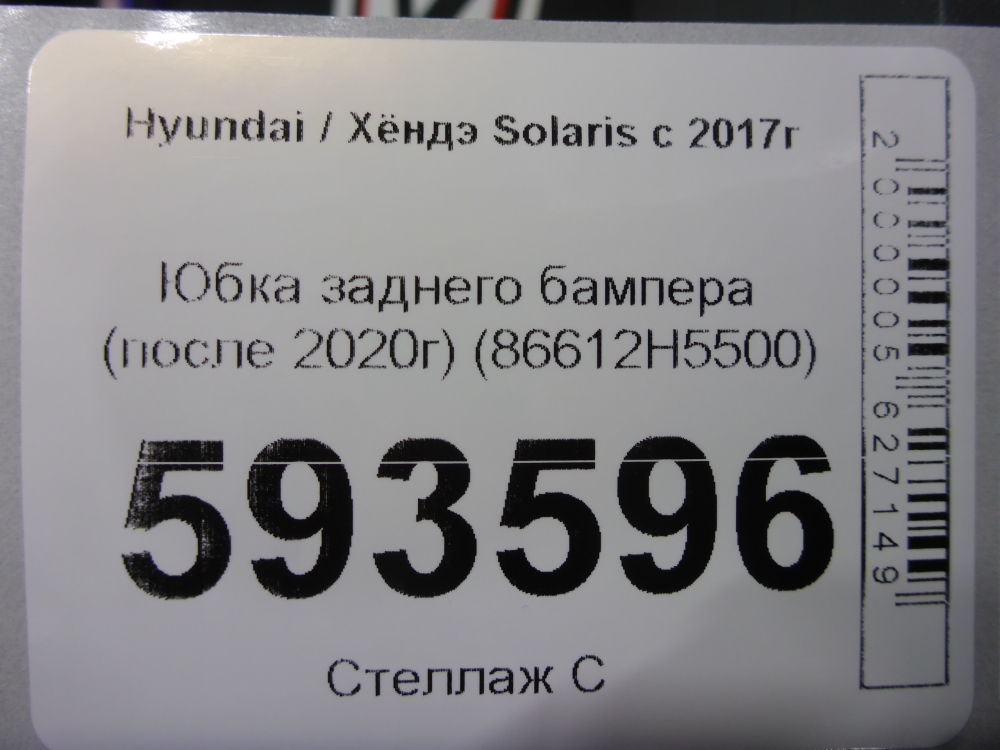 Hyundai / Хёндэ Solaris с 2017г
Юбка заднего бампера
(после 2020г) (86612H5500)
593596
Стеллаж С
2000005627149